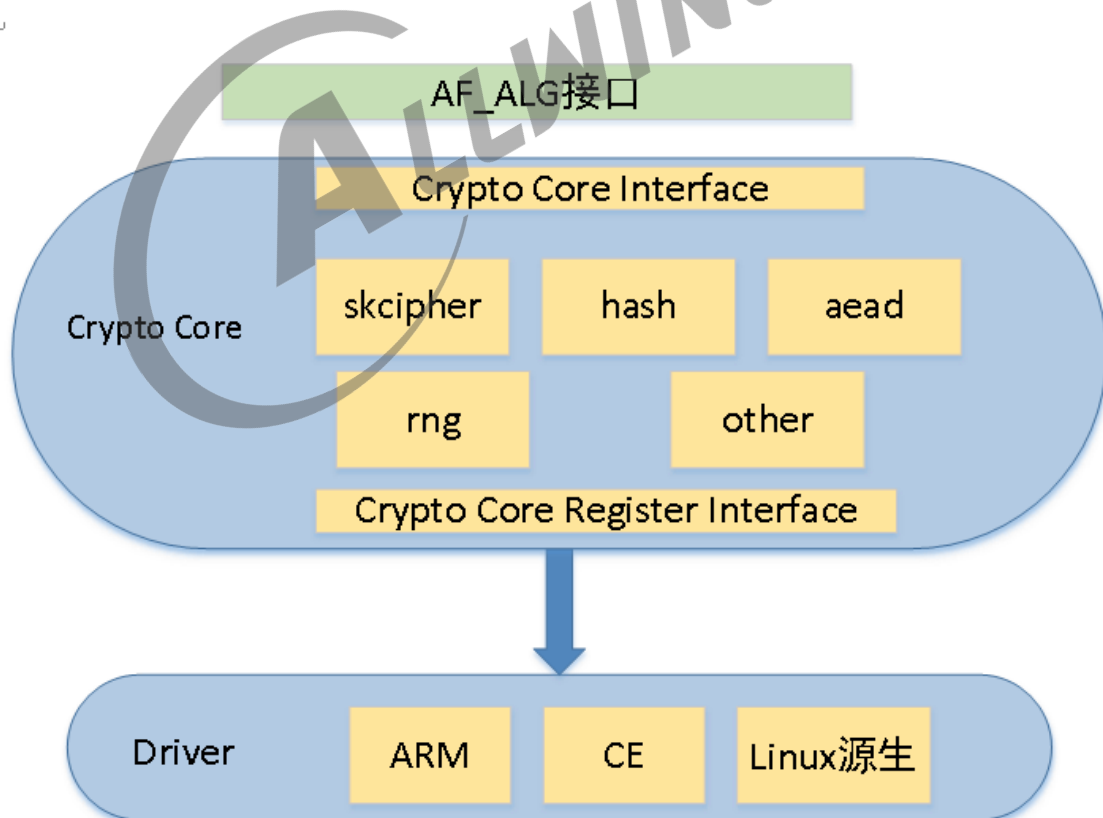 ALLWIN
AF_ALG接口
Crypto Core Interface
skcipher hash aead
Crypto Core
rng other
Crypto Core Register Interface
Driver ARM CE Linux源生